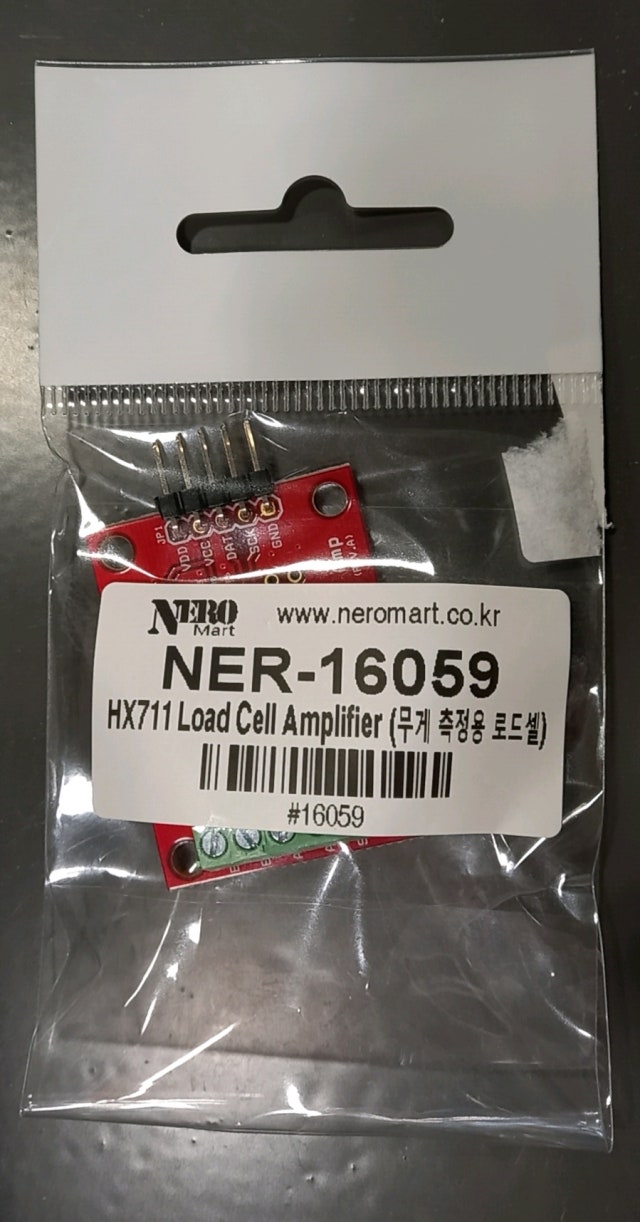 JP1
VDD
VCC
DAT
SCK
GND
NERO
Mart
www.neromart.co.kr
NER-16059
HX711 Load Cell Amplifier (무게 측정용 로드셀)
#16059